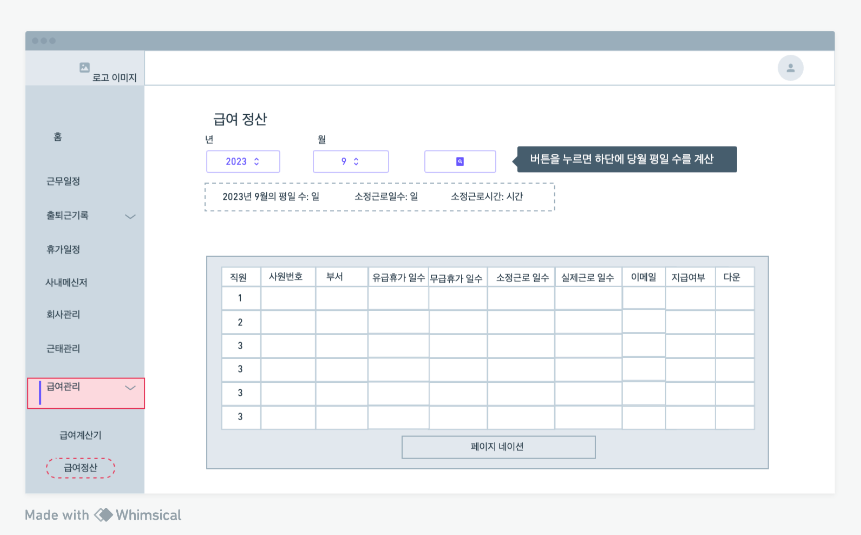 로고 이미지
홈
근무일정
출퇴근기록
휴가일정
사내메신저
회사관리
근태관리
급여관리
급여계산기
급여정산
급여 정산
년 월
2023 9
버튼을 누르면 하단에 당월 평일 수를 계산
2023년 9월의 평일 수: 일 소정근로일수: 일 소정근로시간: 시간
직원 사원번호 부서 유급휴가 일수 무급휴가 일수 소정근로 일수 실제근로 일수 이메일 지급여부 다운
1
2
3
3
3
3
페이지 네이션
Made with Whimsical